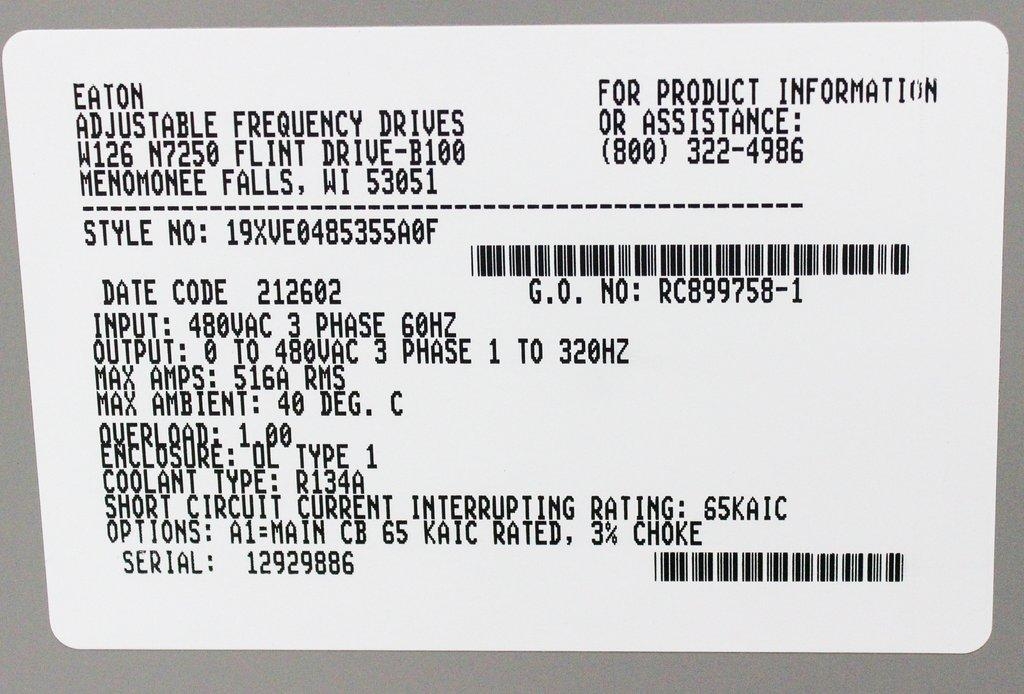 EATON
ADJUSTABLE FREQUENCY DRIVES
W126 N7250 FLINT DRIVE-B100
MENOMONEE FALLS, WI 53051
FOR PRODUCT INFORMATION
OR ASSISTANCE:
(800) 322-4986
--------------------------------------------------
STYLE NO: 19XVE0485355A0F
DATE CODE 212602
G.O. NO: RC899758-1
INPUT: 480VAC 3 PHASE 60HZ
OUTPUT: 0 TO 480VAC 3 PHASE 1 TO 320HZ
MAX AMPS: 516A RMS
MAX AMBIENT: 40 DEG. C
OVERLOAD: 1.00
ENCLOSURE: OL TYPE 1
COOLANT TYPE: R134A
SHORT CIRCUIT CURRENT INTERRUPTING RATING: 65KAIC
OPTIONS: A1=MAIN CB 65 KAIC RATED, 3% CHOKE
SERIAL: 12929886